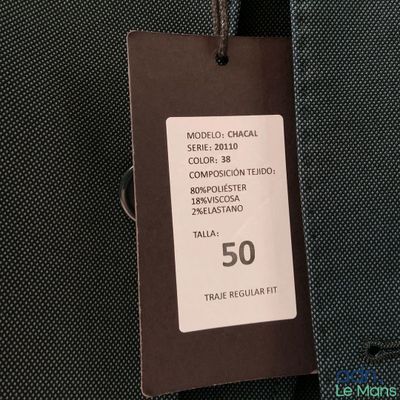 MODELO: CHACAL
SERIE: 20110
COLOR: 38
COMPOSICIÓN TEJIDO:
80%POLIÉSTER
18%VISCOSA
2%ELASTANO
TALLA:
50
TRAJE REGULAR FIT
Le Mans